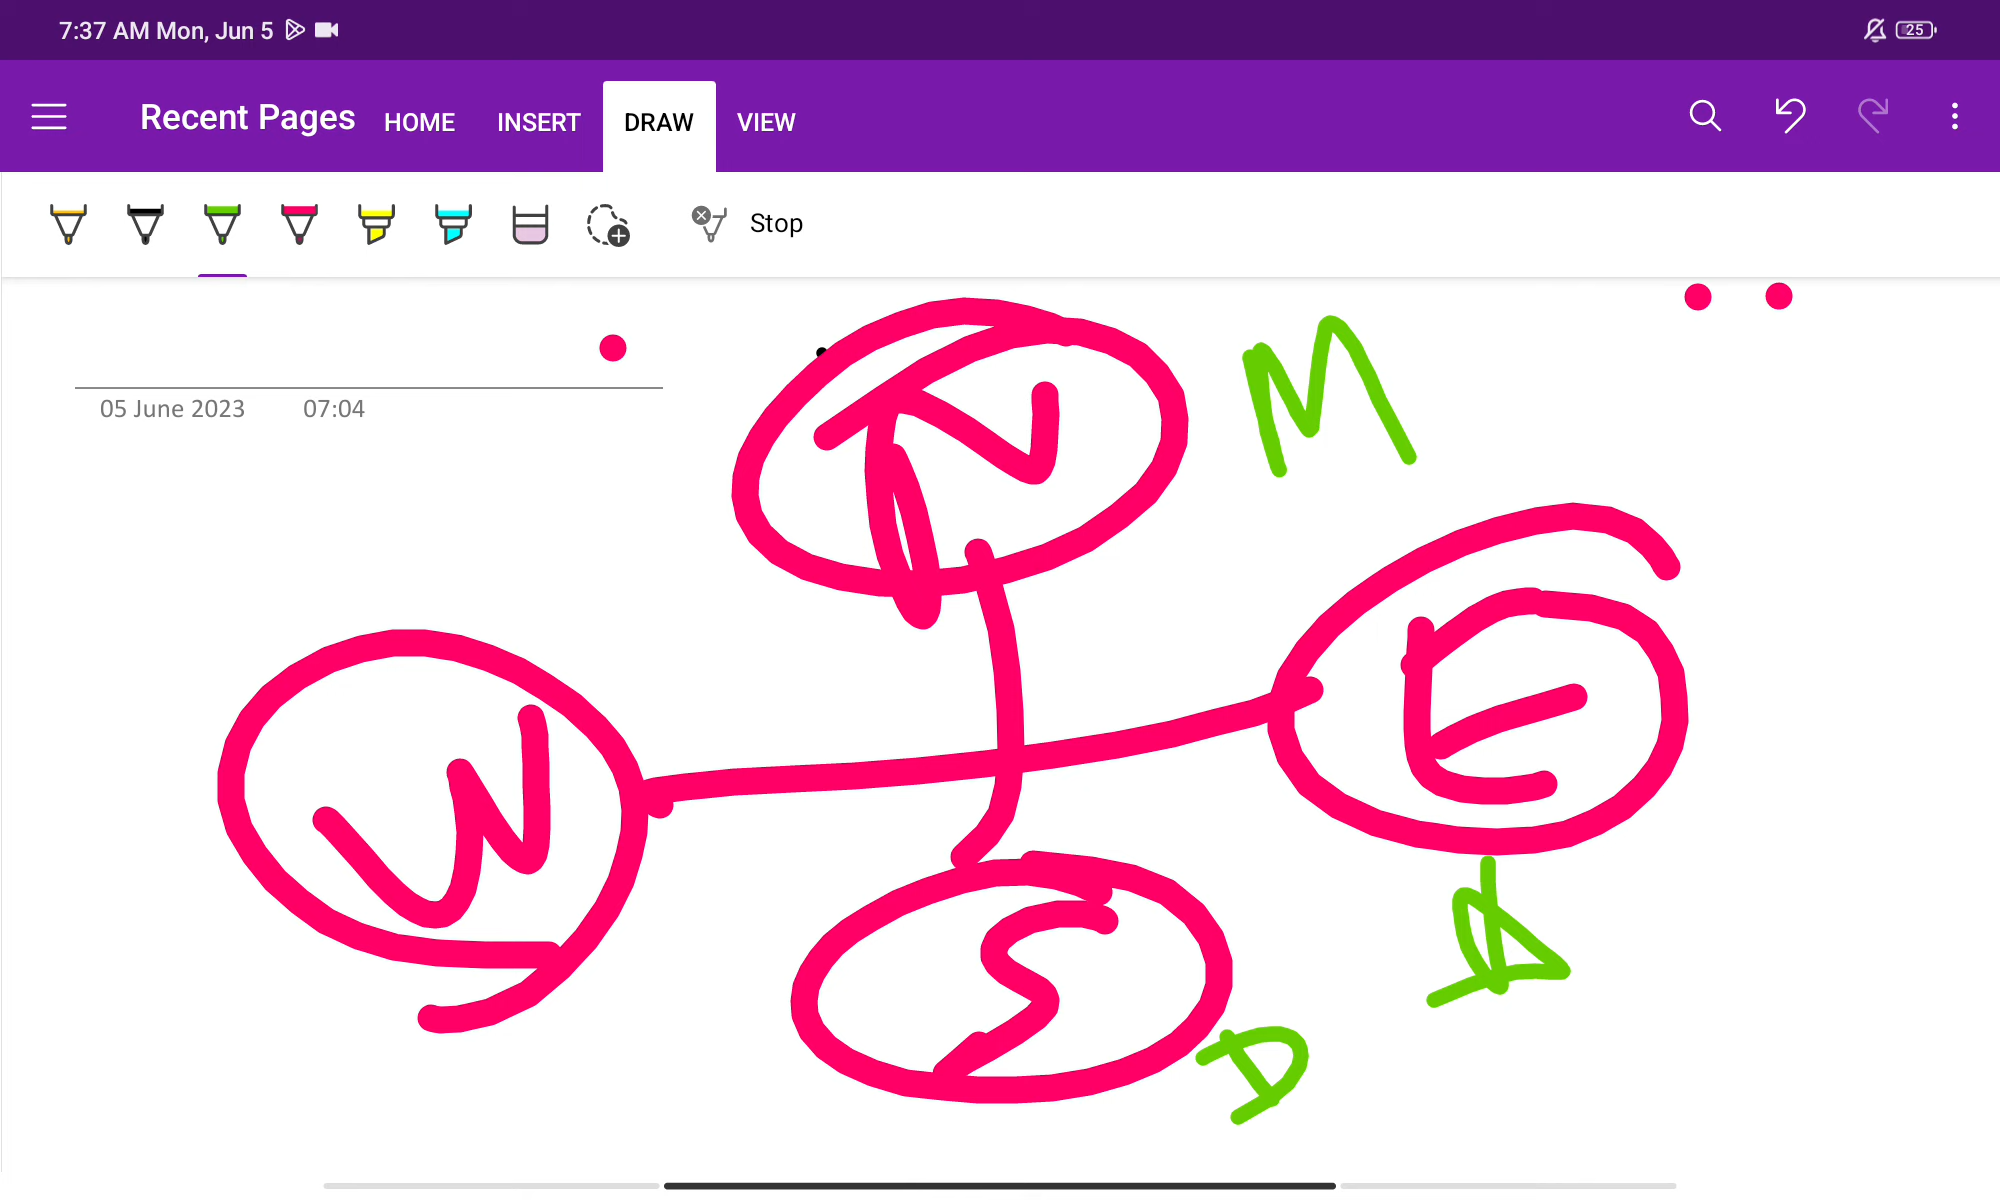 7:37 AM Mon, Jun 5
25
Recent Pages HOME INSERT DRAW VIEW
Stop
05 June 2023 07:04
N
M
W
E
S
D